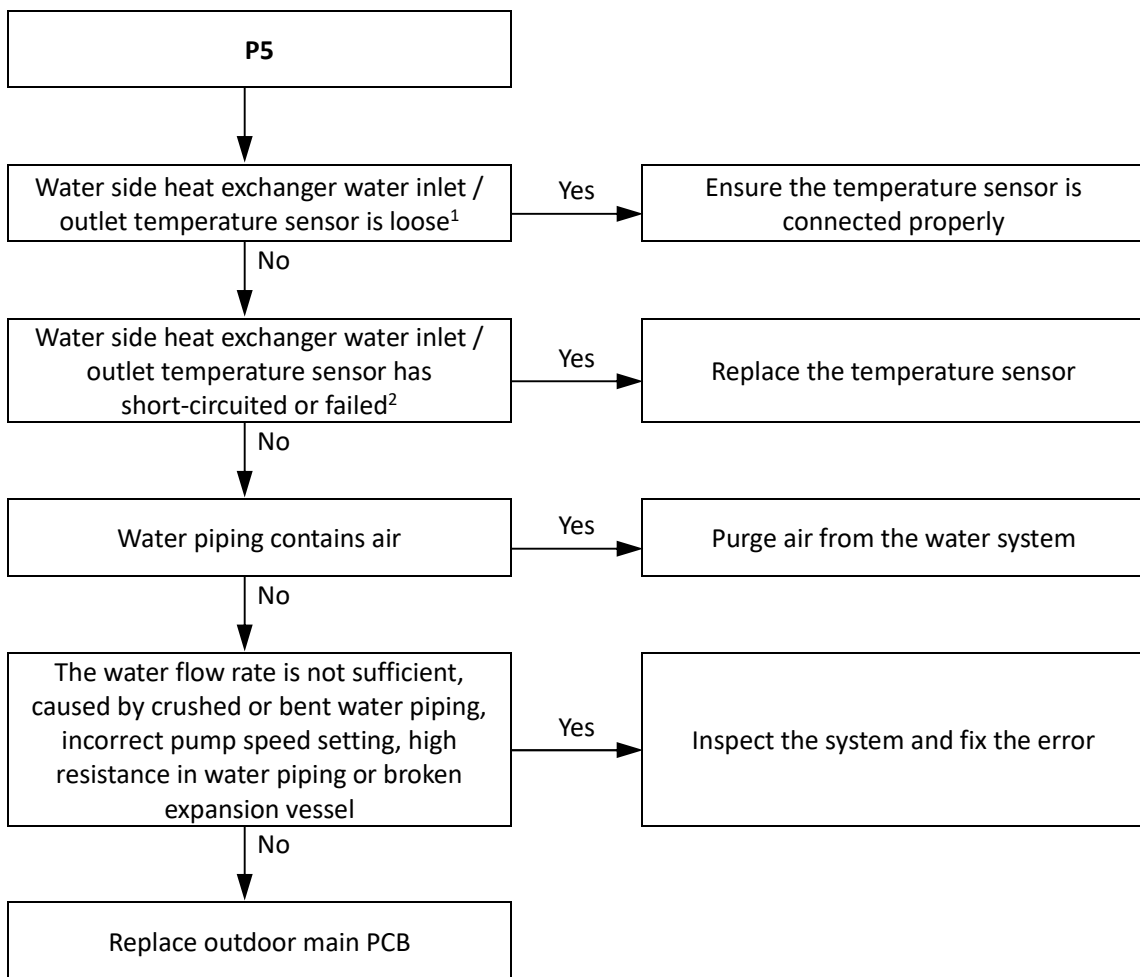 P5
Water side heat exchanger water inlet /
outlet temperature sensor is loose1
Yes
Ensure the temperature sensor is
connected properly
No
Water side heat exchanger water inlet /
outlet temperature sensor has
short-circuited or failed2
Yes
Replace the temperature sensor
No
Water piping contains air
Yes
Purge air from the water system
No
The water flow rate is not sufficient,
caused by crushed or bent water piping,
incorrect pump speed setting, high
resistance in water piping or broken
expansion vessel
Yes
Inspect the system and fix the error
No
Replace outdoor main PCB